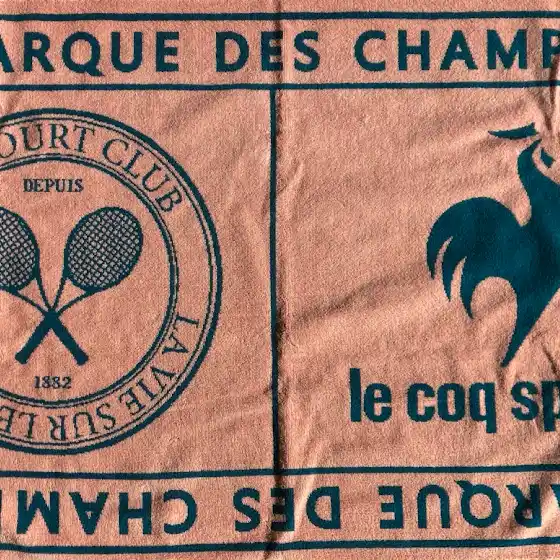 ARQUE DES CHAMP
OURT CLUB
DEPUIS
1882
LA VIE SUR LE
le coq sp
ARQUE DES CHAM